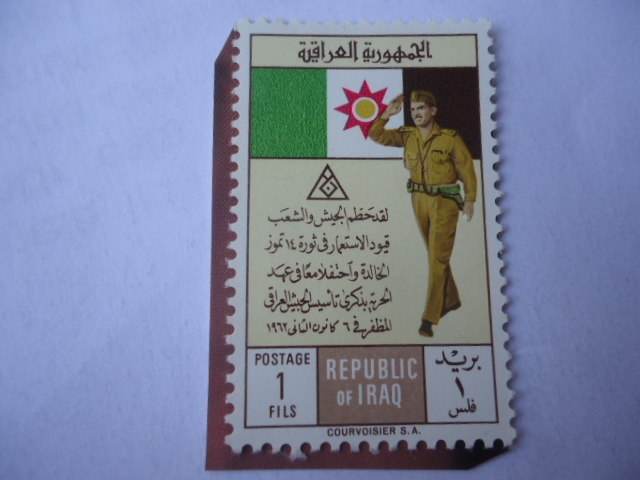 الجمهورية العراقية
لقد حطم الجيش والشعب
قيود الاستعمار في ثورة ١٤ تموز
الخالدة واحتفلا معا في عهد
الحرية بذكرى تأسيس الجيش العراقي
المظفر في ٦ كانون الثاني ١٩٦٢
POSTAGE
1
FILS
REPUBLIC
OF IRAQ
بريد
١
فلس
COURVOISIER S.A.